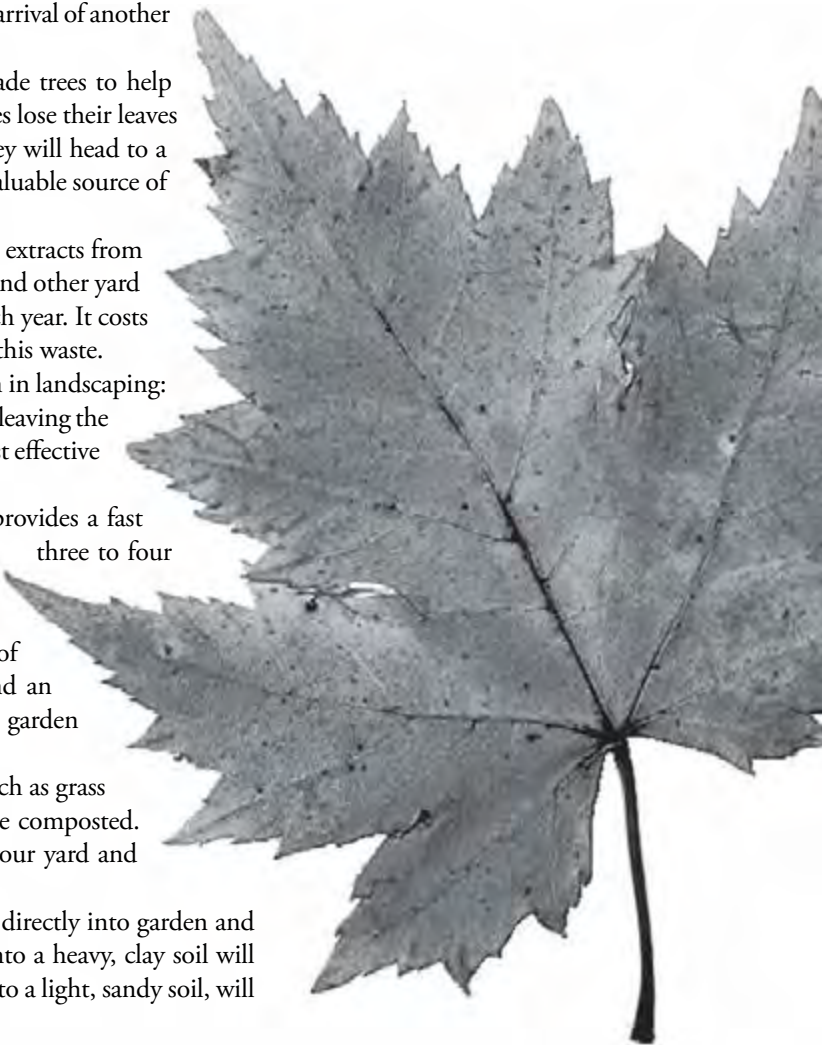 arrival of another
ade trees to help
es lose their leaves
ey will head to a
aluable source of
extracts from
nd other yard
ch year. It costs
this waste.
n in landscaping:
leaving the
st effective
provides a fast
three to four
of
nd an
garden
ch as grass
e composted.
our yard and
directly into garden and
nto a heavy, clay soil will
to a light, sandy soil, will